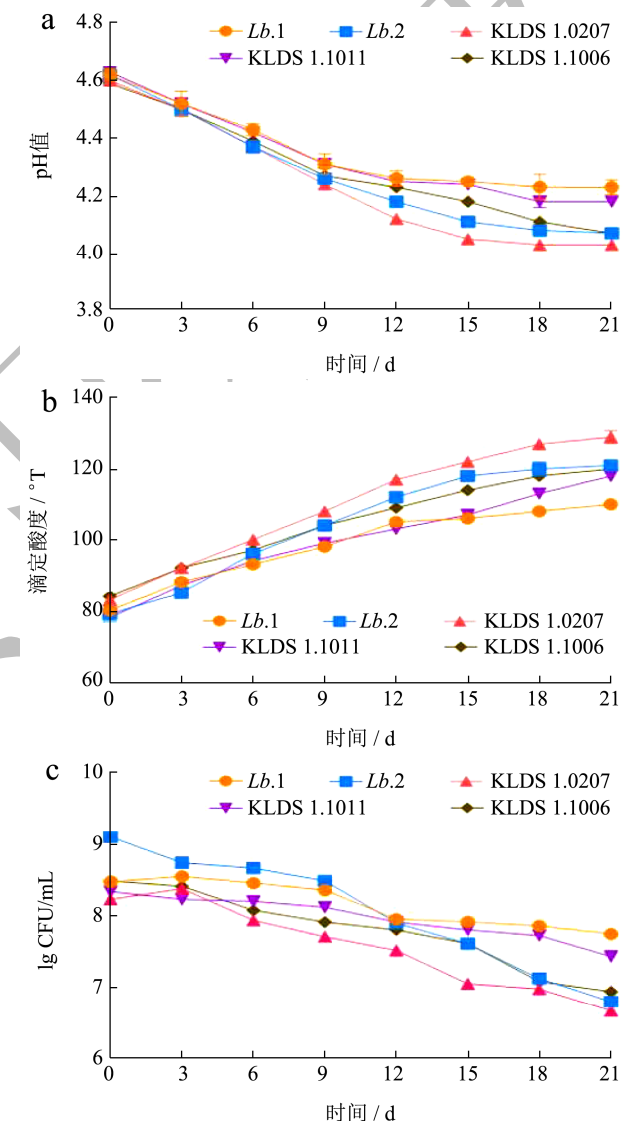 a
4.8
4.6
4.4
4.2
4.0
3.8
pH值
Lb.1 Lb.2 KLDS 1.0207
KLDS 1.1011 KLDS 1.1006
0 3 6 9 12 15 18 21
时间 / d
b
140
120
100
80
60
滴定酸度 / °T
Lb.1 Lb.2 KLDS 1.0207
KLDS 1.1011 KLDS 1.1006
0 3 6 9 12 15 18 21
时间 / d
c
10
9
8
7
6
lg CFU/mL
Lb.1 Lb.2 KLDS 1.0207
KLDS 1.1011 KLDS 1.1006
0 3 6 9 12 15 18 21
时间 / d